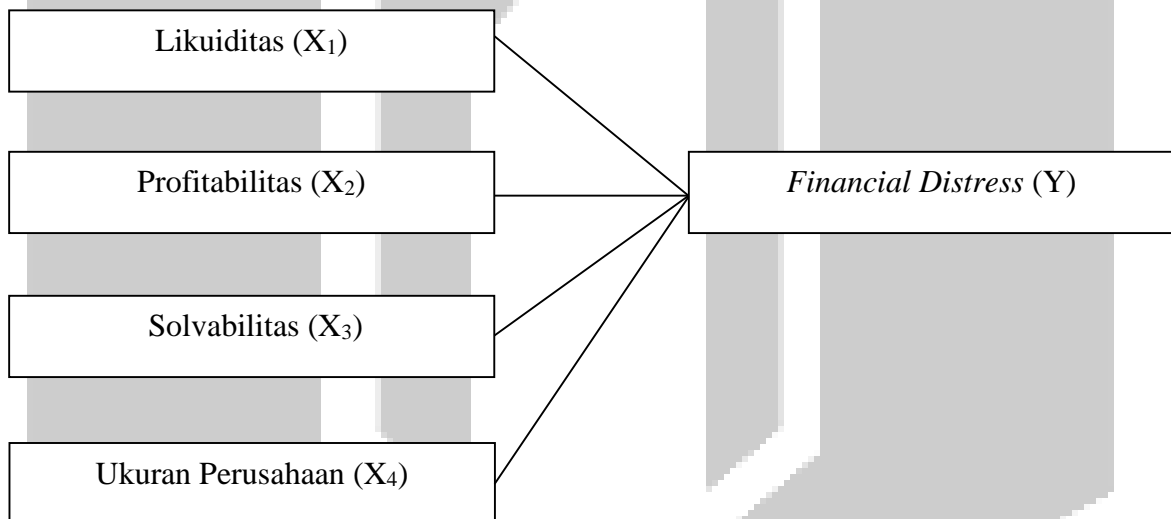 Likuiditas (X₁)
Profitabilitas (X₂)
Financial Distress (Y)
Solvabilitas (X₃)
Ukuran Perusahaan (X₄)